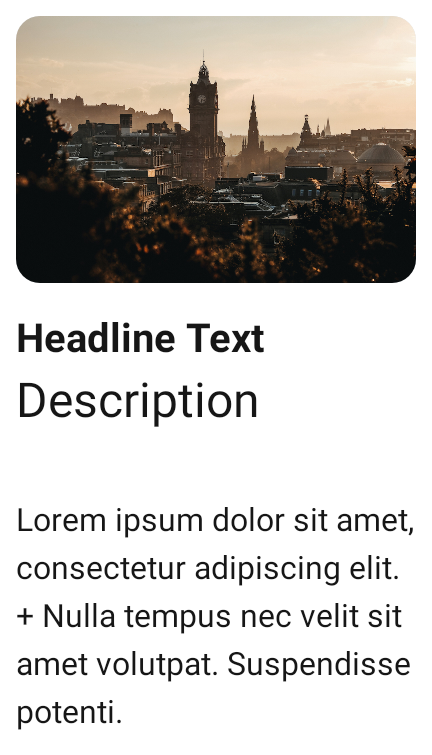 Headline Text
Description
Lorem ipsum dolor sit amet,
consectetur adipiscing elit.
+ Nulla tempus nec velit sit
amet volutpat. Suspendisse
potenti.